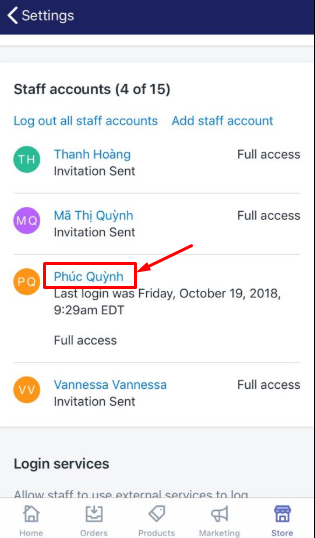 Settings
Staff accounts (4 of 15)
Log out all staff accounts Add staff account
TH Thanh Hoàng Full access
Invitation Sent
MQ Mã Thị Quỳnh Full access
Invitation Sent
PQ Phúc Quỳnh
Last login was Friday, October 19, 2018,
9:29am EDT
Full access
VV Vannessa Vannessa Full access
Invitation Sent
Login services
Allow staff to use external services to log
Home Orders Products Marketing Store